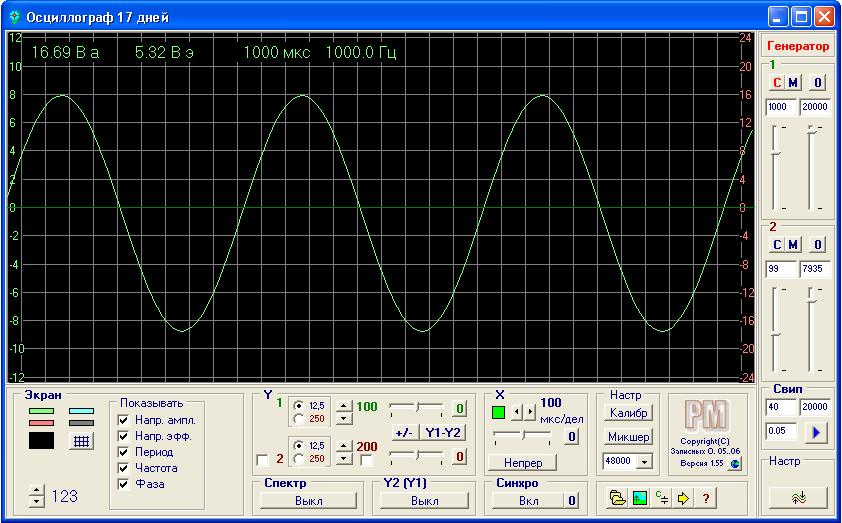 Осциллограф 17 дней
16.69 В а 5.32 В э 1000 мкс 1000.0 Гц
12
10
8
6
4
2
0
-2
-4
-6
-8
-10
-12
24
20
16
12
8
4
0
-4
-8
-12
-16
-20
-24
Генератор
1
С М 0
1000 20000
2
С М 0
99 7935
Свип
40 20000
0.05
Настр
Экран
123
Показывать
Напр. ампл.
Напр. эфф.
Период
Частота
Фаза
Y
1 12,5 100 0
250
+/- Y1-Y2
2 12,5 200 0
250
X
100
мкс/дел
0
Непрер
Настр
Калибр
Микшер
48000
PM
Copyright(C)
Записных О. 05..06
Версия 1.55
Спектр
Выкл
Y2 (Y1)
Выкл
Синхро
Вкл 0
С ?